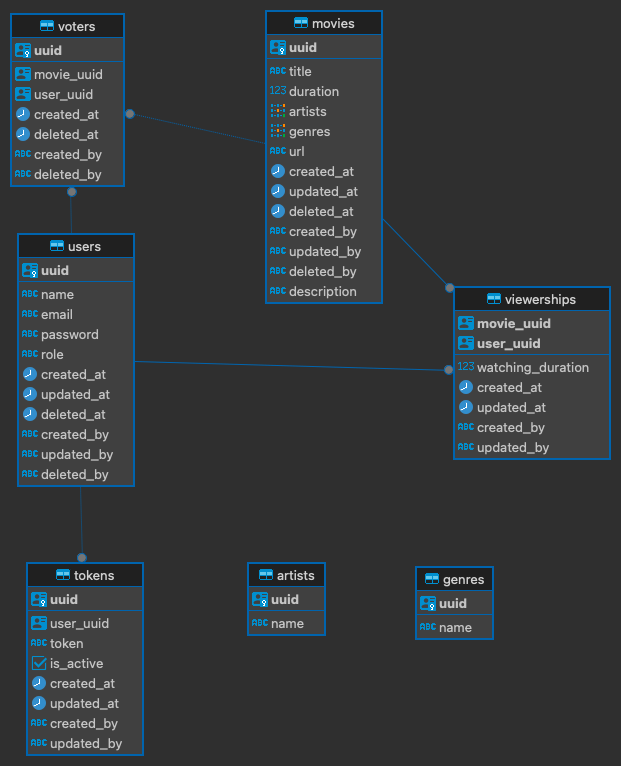 voters
uuid
movie_uuid
user_uuid
created_at
deleted_at
ABC created_by
ABC deleted_by
movies
uuid
ABC title
123 duration
artists
genres
ABC url
created_at
updated_at
deleted_at
ABC created_by
ABC updated_by
ABC deleted_by
ABC description
users
uuid
ABC name
ABC email
ABC password
ABC role
created_at
updated_at
deleted_at
ABC created_by
ABC updated_by
ABC deleted_by
viewerships
movie_uuid
user_uuid
123 watching_duration
created_at
updated_at
ABC created_by
ABC updated_by
tokens
uuid
user_uuid
ABC token
is_active
created_at
updated_at
ABC created_by
ABC updated_by
artists
uuid
ABC name
genres
uuid
ABC name